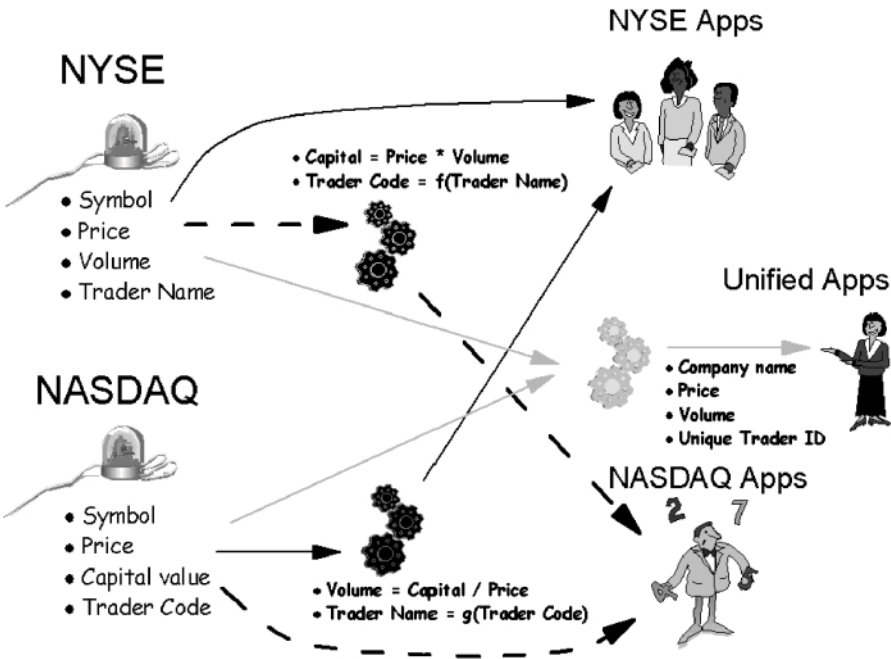 NYSE Apps
NYSE
• Capital = Price * Volume
• Trader Code = f(Trader Name)
• Symbol
• Price
• Volume
• Trader Name
Unified Apps
• Company name
• Price
• Volume
• Unique Trader ID
NASDAQ
NASDAQ Apps
2 7
• Symbol
• Price
• Capital value
• Trader Code
• Volume = Capital / Price
• Trader Name = g(Trader Code)